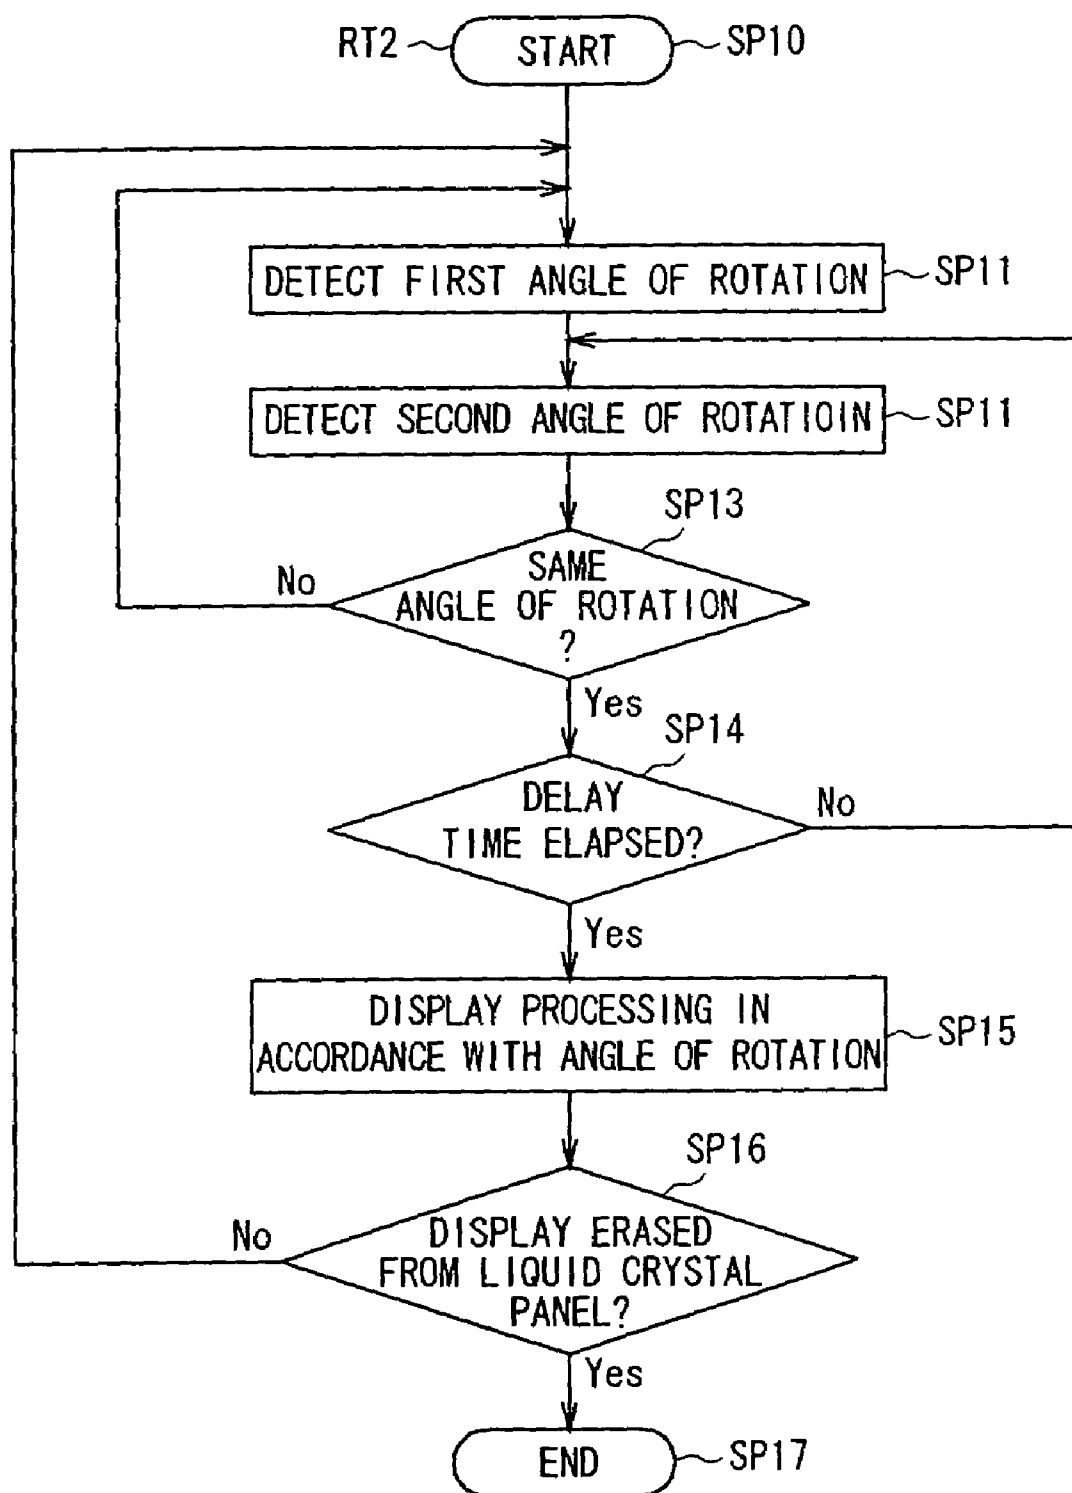 RT2 START SP10
DETECT FIRST ANGLE OF ROTATION SP11
DETECT SECOND ANGLE OF ROTATIOIN SP11
SP13
SAME
ANGLE OF ROTATION
?
No
Yes
SP14
DELAY
TIME ELAPSED?
No
Yes
DISPLAY PROCESSING IN
ACCORDANCE WITH ANGLE OF ROTATION
SP15
SP16
DISPLAY ERASED
FROM LIQUID CRYSTAL
PANEL?
No
Yes
END SP17